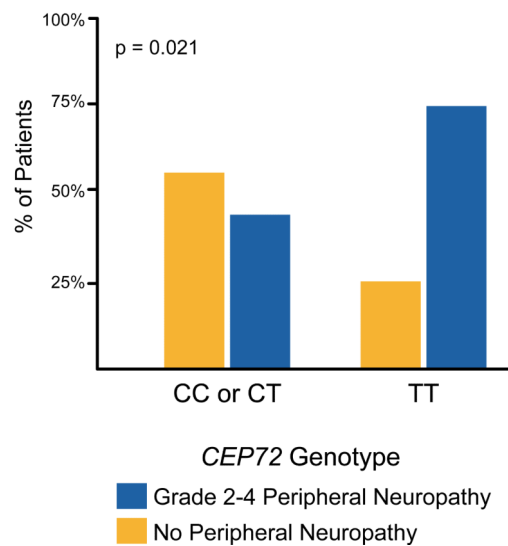 100%
p = 0.021
75%
50%
25%
% of Patients
CC or CT TT
CEP72 Genotype
Grade 2-4 Peripheral Neuropathy
No Peripheral Neuropathy